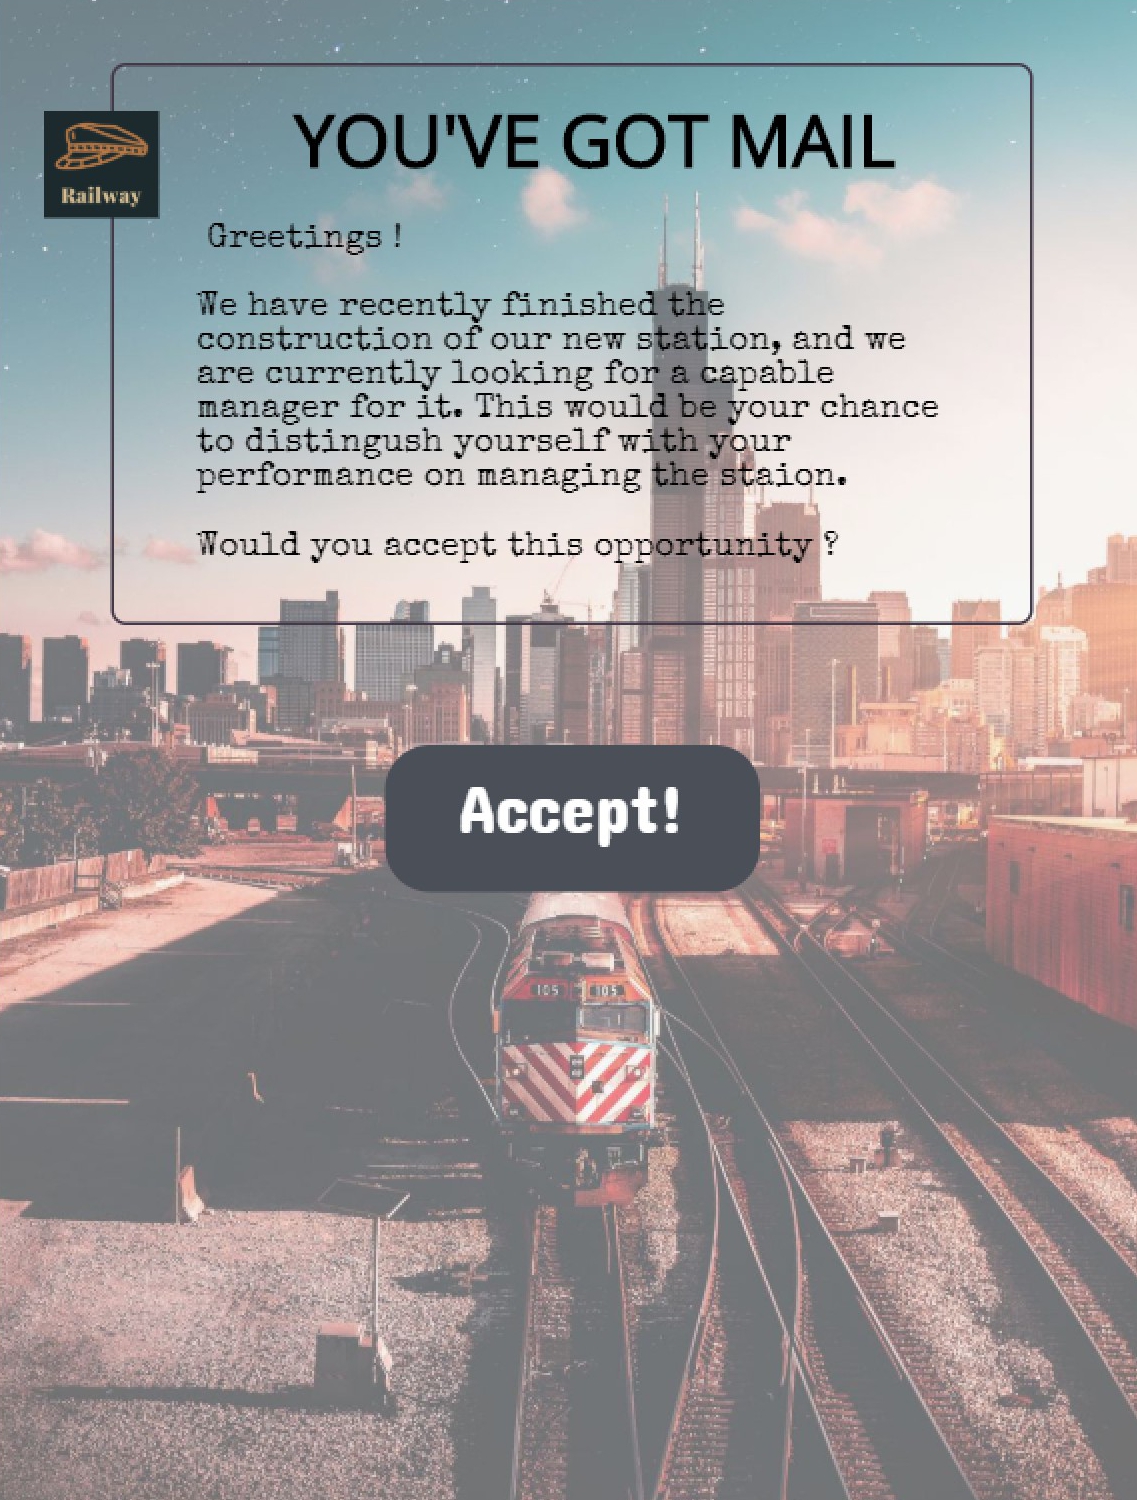 YOU'VE GOT MAIL
Railway
Greetings !
We have recently finished the
construction of our new station, and we
are currently looking for a capable
manager for it. This would be your chance
to distingush yourself with your
performance on managing the staion.
Would you accept this opportunity ?
Accept!
105 105